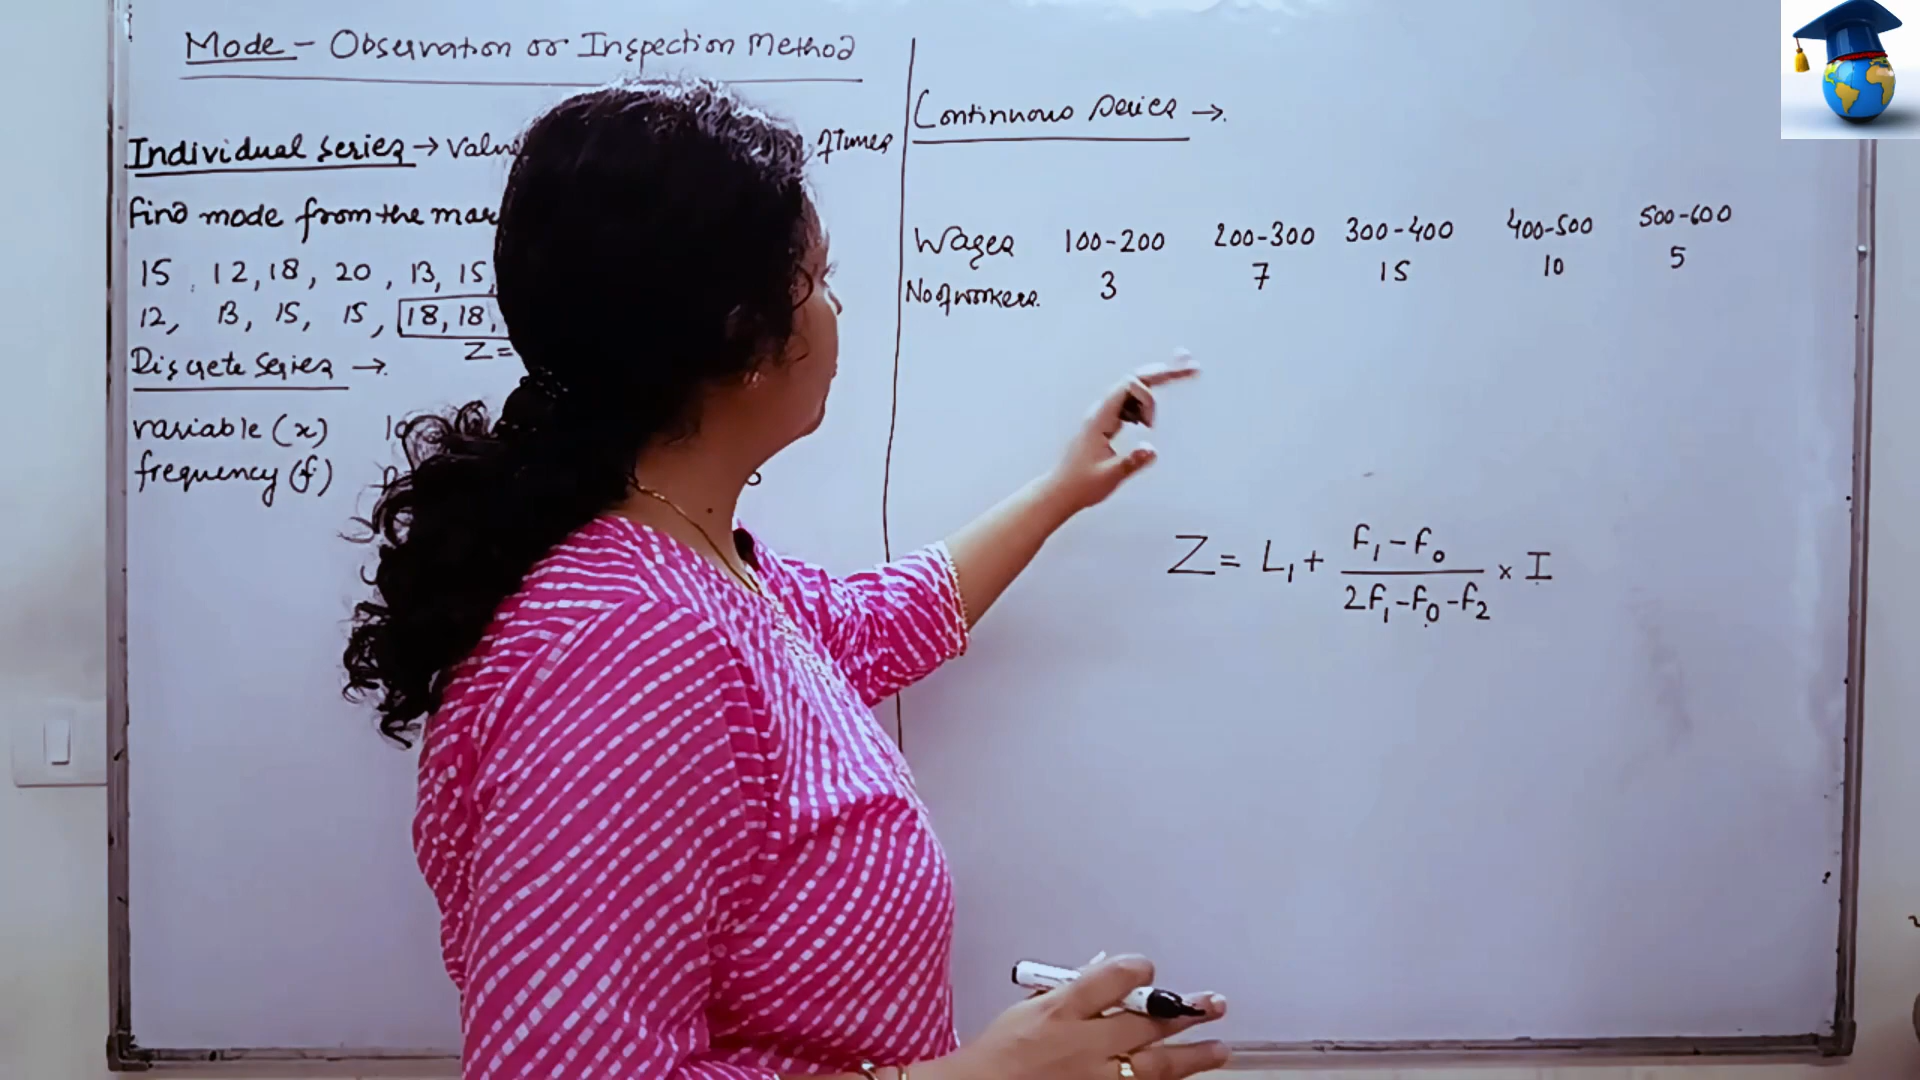 Mode - Observation or Inspection Method
Individual series → Value of Times
find mode from the mar
15, 12, 18, 20, 13, 15,
12, 13, 15, 15, 18, 18,
Z=
Discrete series →
variable (x) 10
frequency (f)
Continuous series →
Wages 100-200 200-300 300-400 400-500 500-600
No of workers. 3 7 15 10 5
Z = L₁ + f₁ - f₀ / 2f₁ - f₀ - f₂ × I